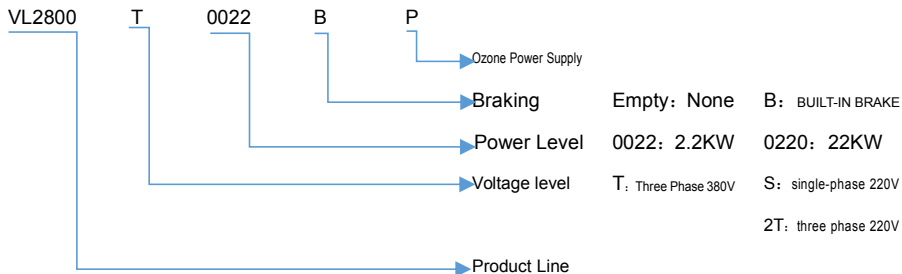 VL2800 T 0022 B P
Ozone Power Supply
Braking Empty：None B：BUILT-IN BRAKE
Power Level 0022：2.2KW 0220：22KW
Voltage level T：Three Phase 380V S：single-phase 220V
2T：three phase 220V
Product Line